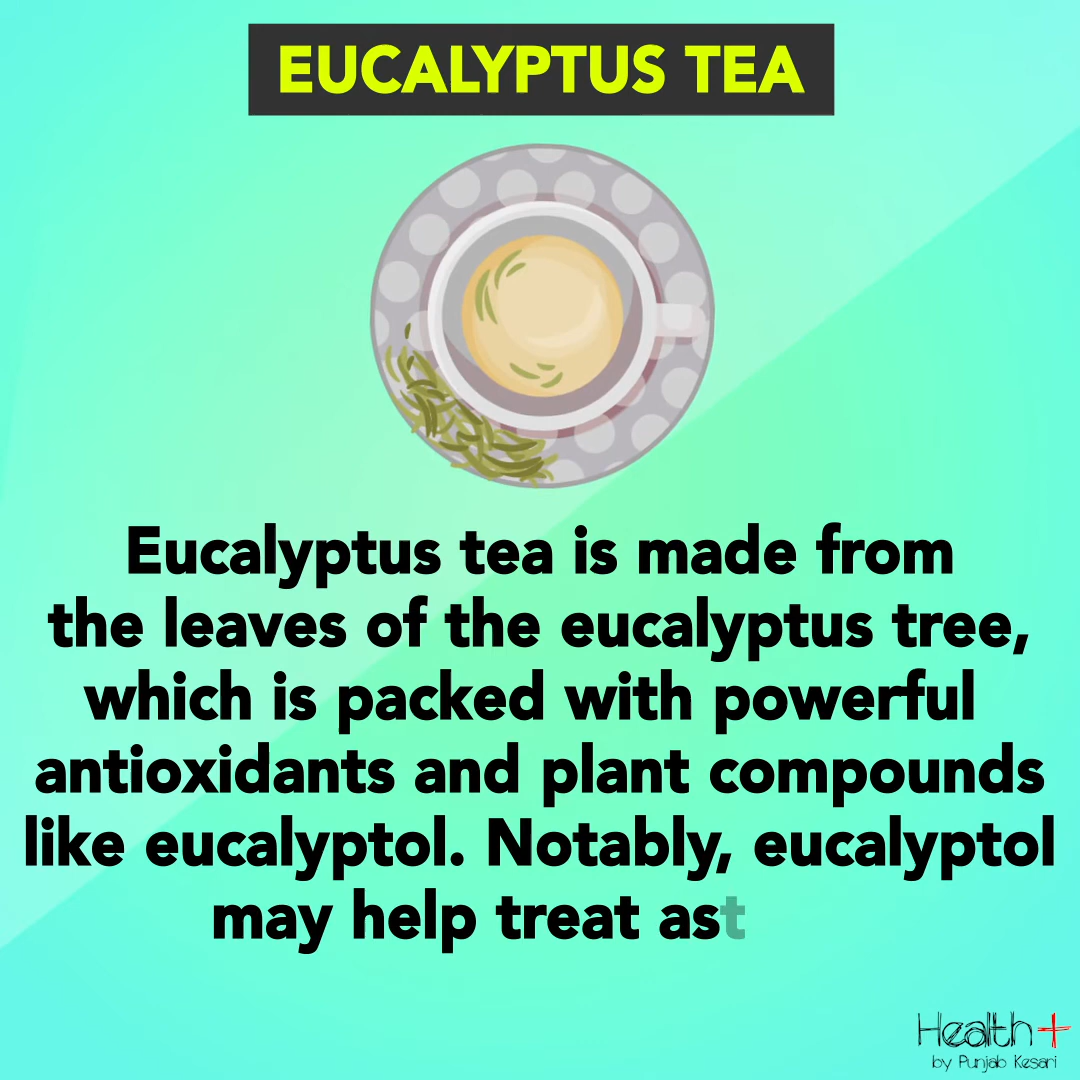 EUCALYPTUS TEA
Eucalyptus tea is made from
the leaves of the eucalyptus tree,
which is packed with powerful
antioxidants and plant compounds
like eucalyptol. Notably, eucalyptol
may help treat ast
Health+
by Punjab Kesari